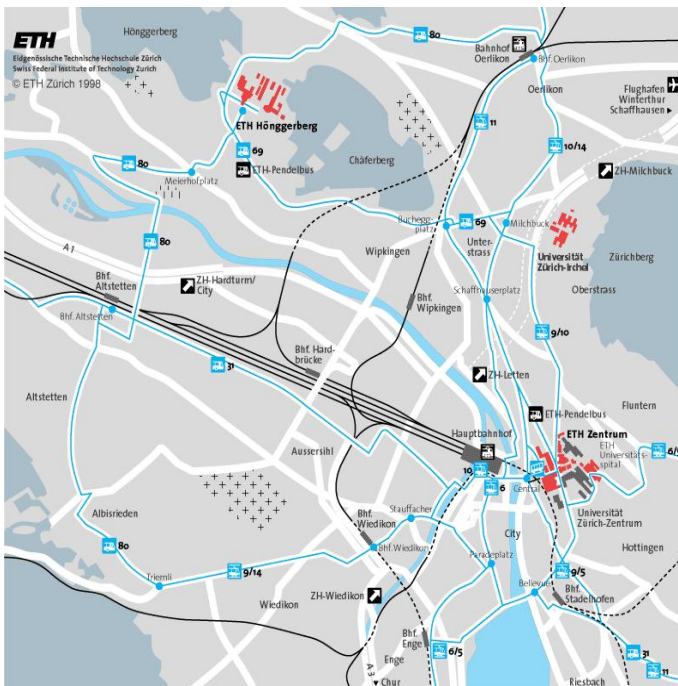 ETH
Eidgenössische Technische Hochschule Zürich
Swiss Federal Institute of Technology Zurich
© ETH Zürich 1998
Hönggerberg
80
Bahnhof
Oerlikon
Bhf. Oerlikon
Oerlikon
Flughafen
Winterthur
Schaffhausen ►
ETH Hönggerberg
11
10/14
80
69
ETH-Pendelbus
Meierhofplatz
Chäferberg
ZH-Milchbuck
Bucheggplatz
69
Milchbuck
80
A1
Wipkingen
Unterstrass
Universität
Zürich-Irchel
Zürichberg
Oberstrass
Bhf.
Altstetten
ZH-Hardturm/
City
Schaffhauserplatz
Bhf. Altstetten
Bhf.
Wipkingen
9/10
31
Bhf. Hard-
brücke
ZH-Letten
Altstetten
ETH-Pendelbus
Fluntern
Hauptbahnhof
ETH Zentrum
ETH
Universitäts-
spital
Aussersihl
10
6
Central
Universität
Zürich-Zentrum
Albisrieden
Stauffacher
Bhf.
Wiedikon
City
Hottingen
80
Bhf. Wiedikon
Paradeplatz
9/14
9/5
Triemli
Bellevue
Bhf.
Stadelhofen
Wiedikon
ZH-Wiedikon
Bhf.
Enge
6/5
31
Enge
11
A3
▼ Chur
Riesbach